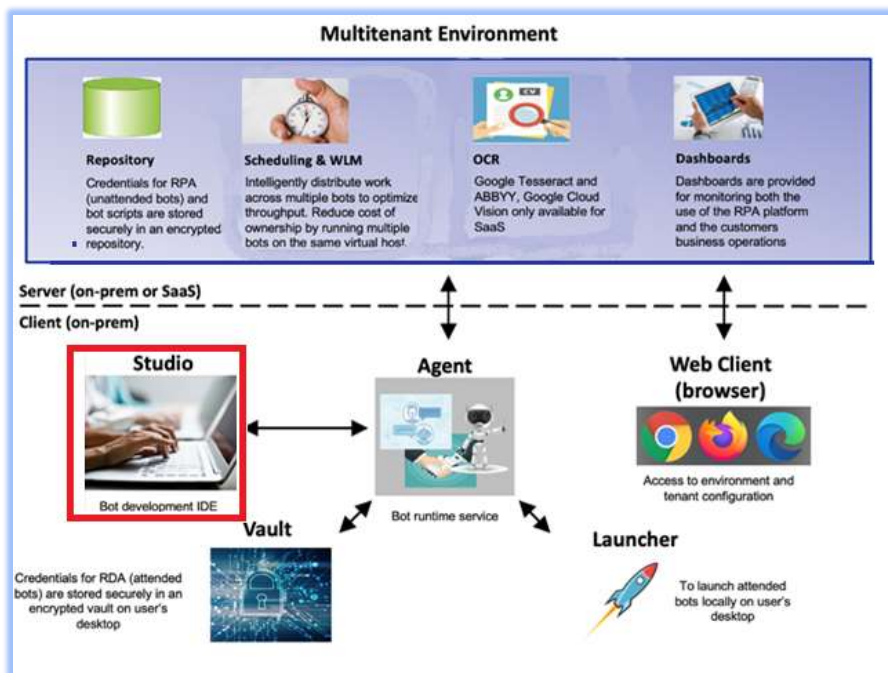 Multitenant Environment
Repository
Credentials for RPA
(unattended bots) and
bot scripts are stored
securely in an encrypted
repository.
Scheduling & WLM
Intelligently distribute work
across multiple bots to optimize
throughput. Reduce cost of
ownership by running multiple
bots on the same virtual host.
OCR
CV
Google Tesseract and
ABBYY, Google Cloud
Vision only available for
SaaS
Dashboards
Dashboards are provided
for monitoring both the
use of the RPA platform
and the customers
business operations
Server (on-prem or SaaS)
Client (on-prem)
Studio
Bot development IDE
Agent
Bot runtime service
Web Client
(browser)
Access to environment and
tenant configuration
Vault
Credentials for RDA (attended
bots) are stored securely in an
encrypted vault on user's
desktop
Launcher
To launch attended
bots locally on user's
desktop